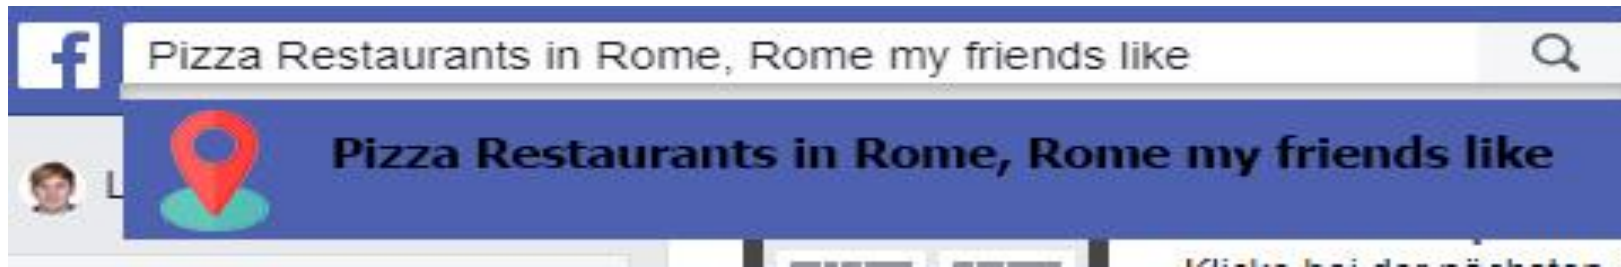 f
Pizza Restaurants in Rome, Rome my friends like
Pizza Restaurants in Rome, Rome my friends like
L